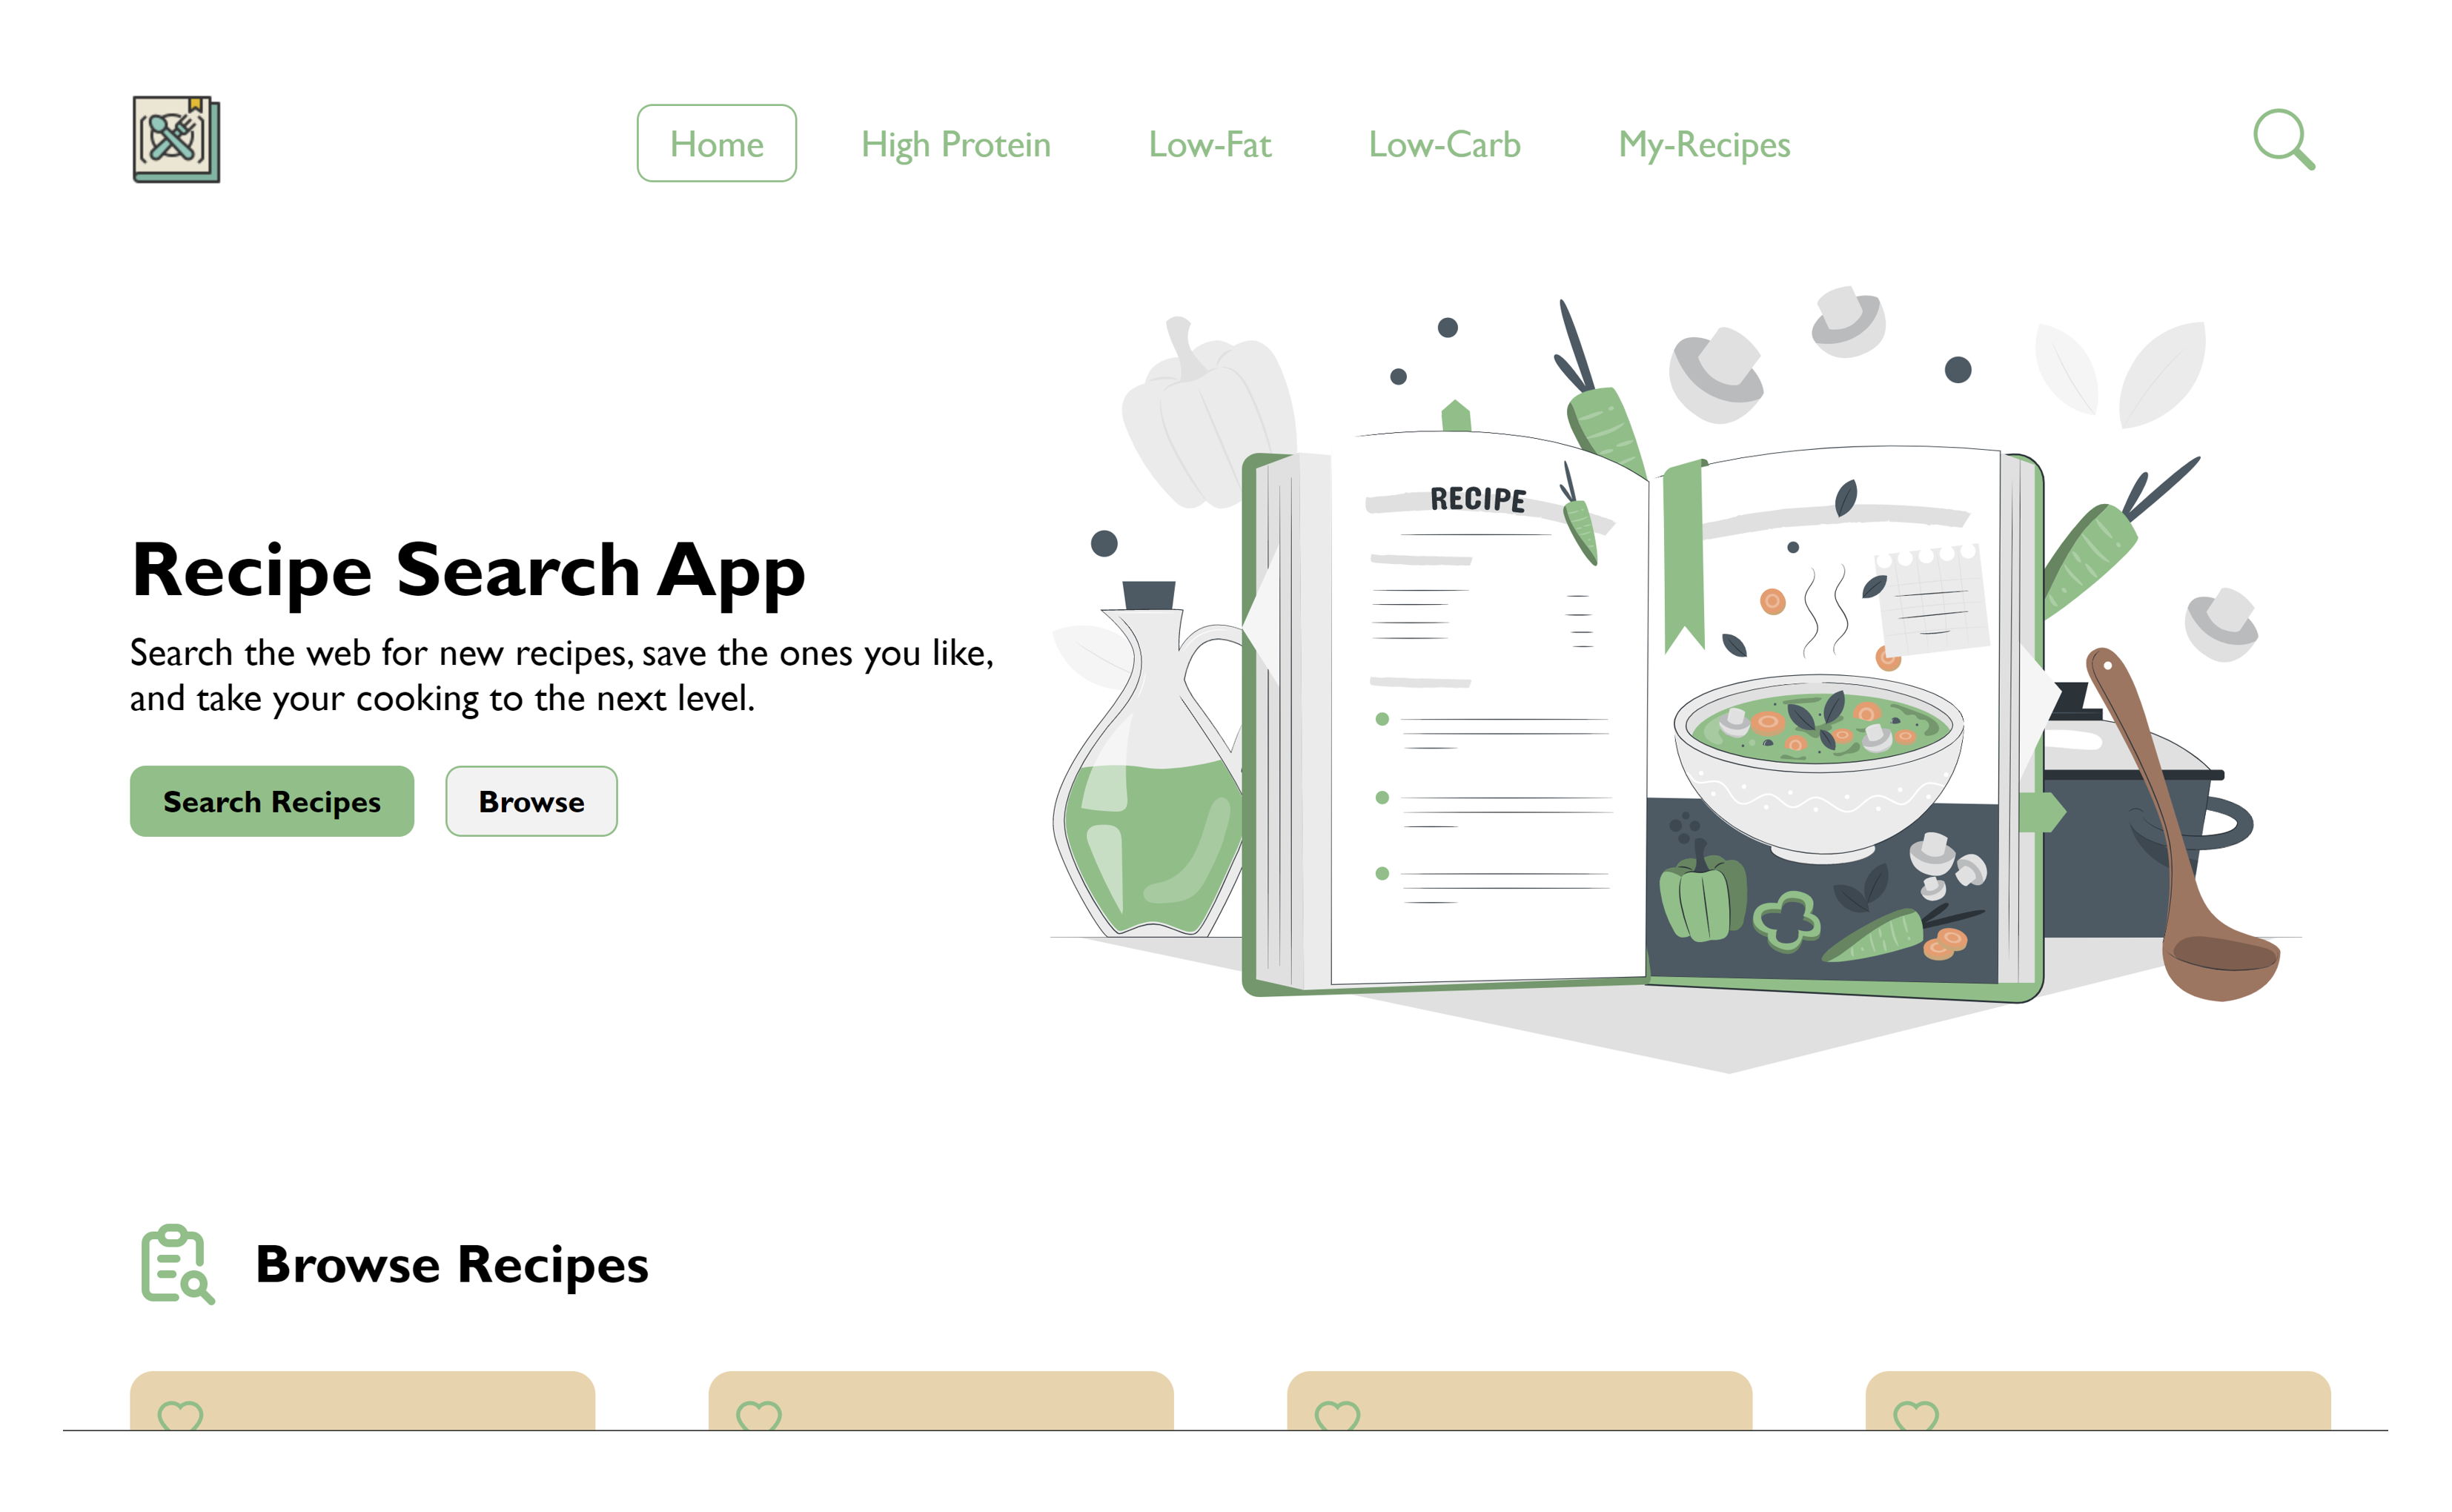 Home
High Protein
Low-Fat
Low-Carb
My-Recipes
RECIPE
Recipe Search App
Search the web for new recipes, save the ones you like,
and take your cooking to the next level.
Search Recipes
Browse
Browse Recipes